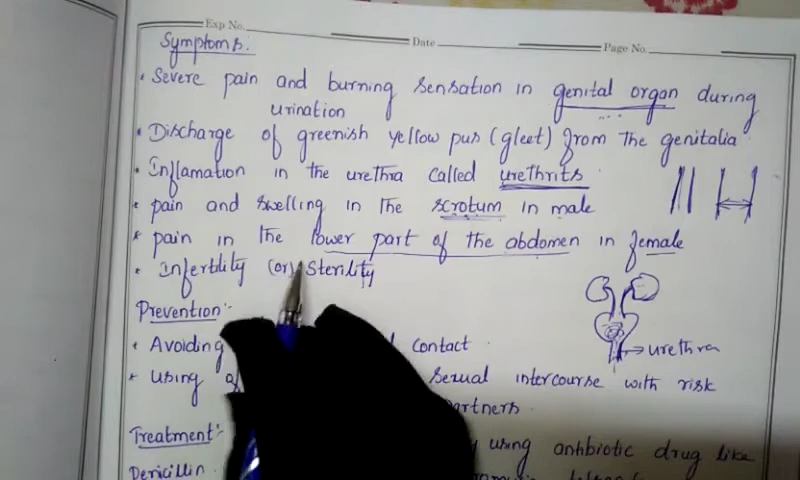 Exp No.
Date
Page No.
Symptoms.
• Severe pain and burning sensation in genital organ during
urination
• Discharge of greenish yellow pus (gleet) from the genitalia
• Inflamation in the urethra called urethrits
• pain and swelling in the scrotum in male
* pain in the lower part of the abdomen in female
* Infertility (or) Sterility
Prevention:-
* Avoiding contact
urethra
* using sexual intercourse with risk
partners
Treatment:- using antibiotic drug like
Penicillin